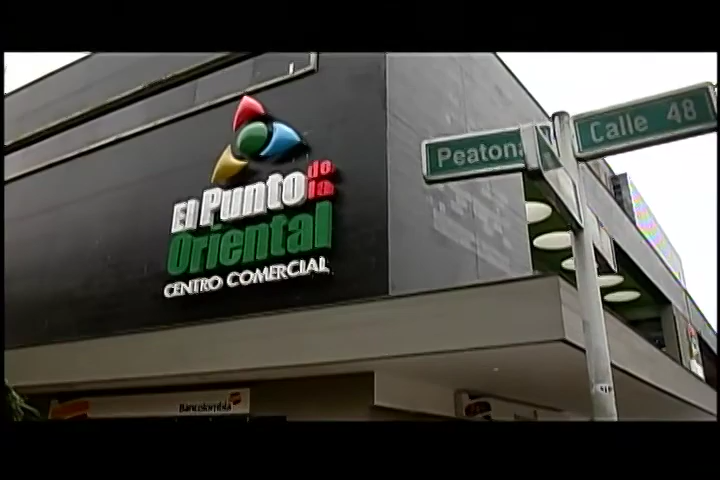 El Punto de la
Oriental
CENTRO COMERCIAL
Peatona
Calle 48
Bancolombia